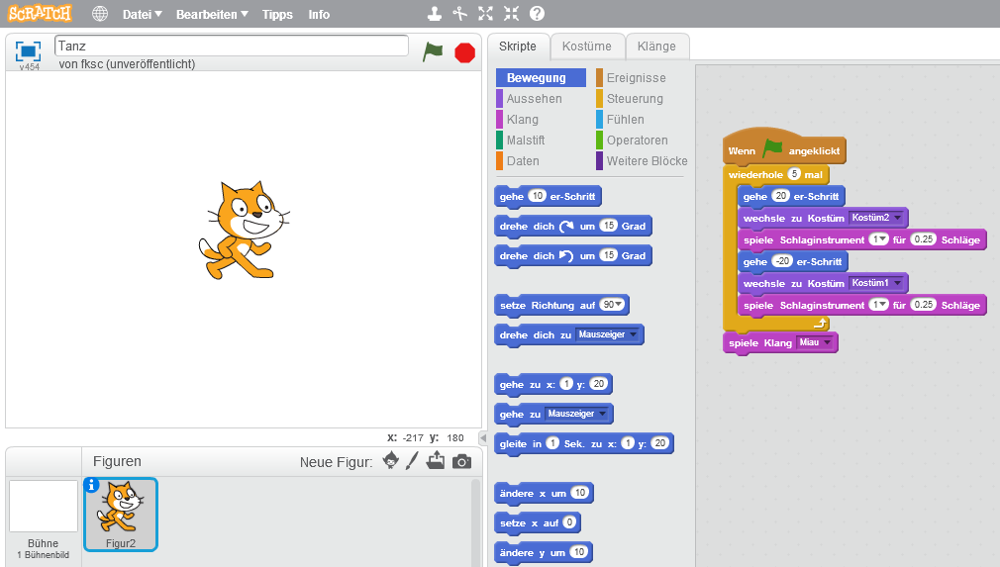 SCRATCH
Datei Bearbeiten Tipps Info
v454
Tanz
von fksc (unveröffentlicht)
x: -217 y: 180
Figuren
Neue Figur:
Bühne
1 Bühnenbild
Figur2
Skripte Kostüme Klänge
Bewegung
Aussehen
Klang
Malstift
Daten
Ereignisse
Steuerung
Fühlen
Operatoren
Weitere Blöcke
gehe 10 er-Schritt
drehe dich um 15 Grad
drehe dich um 15 Grad
setze Richtung auf 90
drehe dich zu Mauszeiger
gehe zu x: 1 y: 20
gehe zu Mauszeiger
gleite in 1 Sek. zu x: 1 y: 20
ändere x um 10
setze x auf 0
ändere y um 10
Wenn angeklickt
wiederhole 5 mal
gehe 20 er-Schritt
wechsle zu Kostüm Kostüm2
spiele Schlaginstrument 1 für 0.25 Schläge
gehe -20 er-Schritt
wechsle zu Kostüm Kostüm1
spiele Schlaginstrument 1 für 0.25 Schläge
spiele Klang Miau